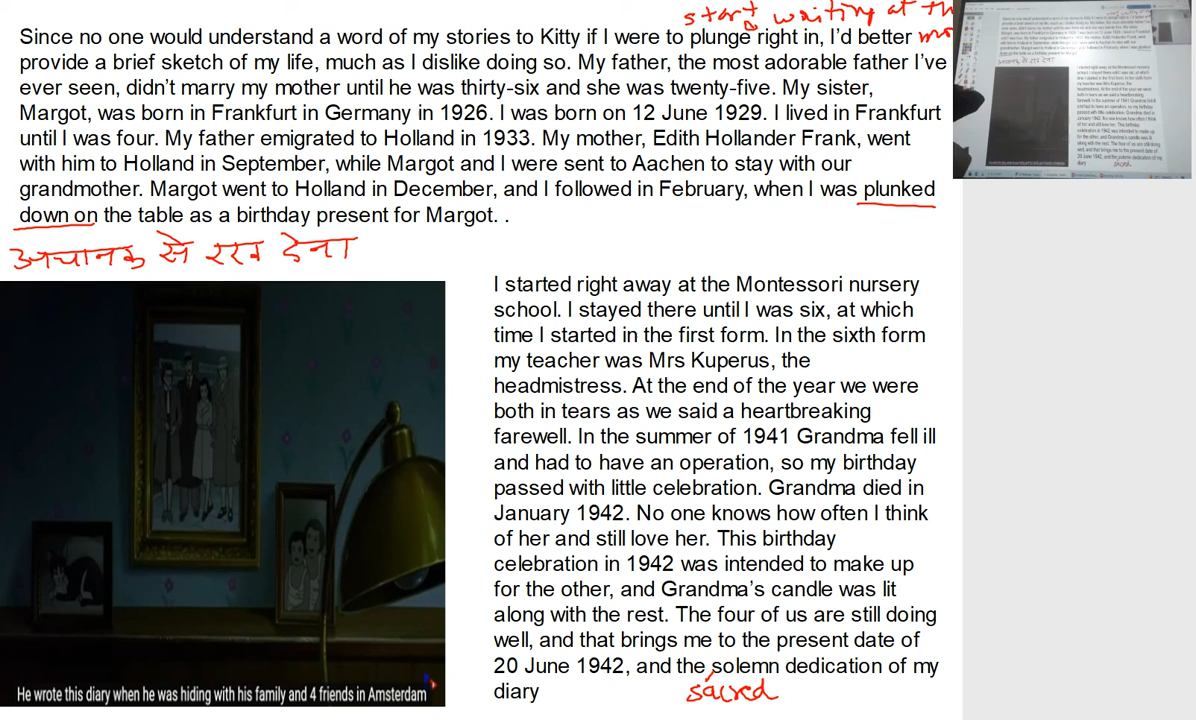 start writing at th
Since no one would understand a word of my stories to Kitty if I were to plunge right in, I’d better mo
provide a brief sketch of my life, much as I dislike doing so. My father, the most adorable father I’ve
ever seen, didn’t marry my mother until he was thirty-six and she was twenty-five. My sister,
Margot, was born in Frankfurt in Germany in 1926. I was born on 12 June 1929. I lived in Frankfurt
until I was four. My father emigrated to Holland in 1933. My mother, Edith Hollander Frank, went
with him to Holland in September, while Margot and I were sent to Aachen to stay with our
grandmother. Margot went to Holland in December, and I followed in February, when I was plunked
down on the table as a birthday present for Margot. .
अचानक से रख देना
I started right away at the Montessori nursery
school. I stayed there until I was six, at which
time I started in the first form. In the sixth form
my teacher was Mrs Kuperus, the
headmistress. At the end of the year we were
both in tears as we said a heartbreaking
farewell. In the summer of 1941 Grandma fell ill
and had to have an operation, so my birthday
passed with little celebration. Grandma died in
January 1942. No one knows how often I think
of her and still love her. This birthday
celebration in 1942 was intended to make up
for the other, and Grandma’s candle was lit
along with the rest. The four of us are still doing
well, and that brings me to the present date of
20 June 1942, and the solemn dedication of my
diary
sacred
He wrote this diary when he was hiding with his family and 4 friends in Amsterdam